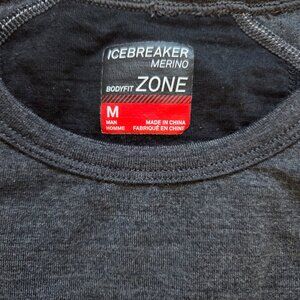 ICEBREAKER
MERINO
BODYFIT ZONE
M
MAN
HOMME
MADE IN CHINA
FABRIQUÉ EN CHINE